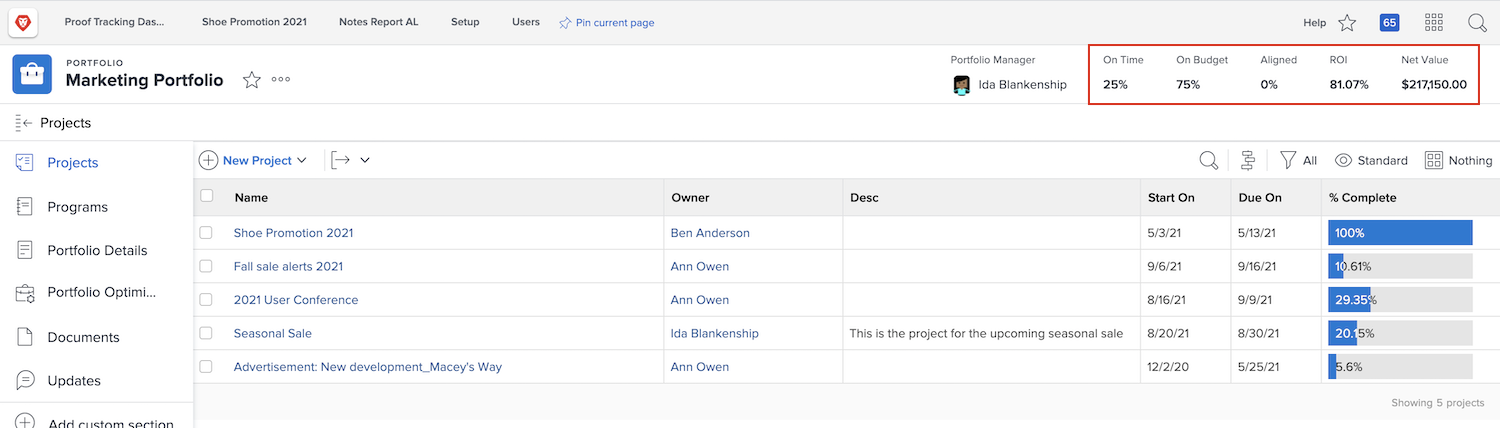 Proof Tracking Das... Shoe Promotion 2021 Notes Report AL Setup Users Pin current page Help 65
PORTFOLIO
Marketing Portfolio
Portfolio Manager
Ida Blankenship
On Time On Budget Aligned ROI Net Value
25% 75% 0% 81.07% $217,150.00
Projects
Projects
Programs
Portfolio Details
Portfolio Optimi...
Documents
Updates
Add custom section
New Project All Standard Nothing
Name Owner Desc Start On Due On % Complete
Shoe Promotion 2021 Ben Anderson 5/3/21 5/13/21 100%
Fall sale alerts 2021 Ann Owen 9/6/21 9/16/21 10.61%
2021 User Conference Ann Owen 8/16/21 9/9/21 29.35%
Seasonal Sale Ida Blankenship This is the project for the upcoming seasonal sale 8/20/21 8/30/21 20.15%
Advertisement: New development_Macey's Way Ann Owen 12/2/20 5/25/21 5.6%
Showing 5 projects